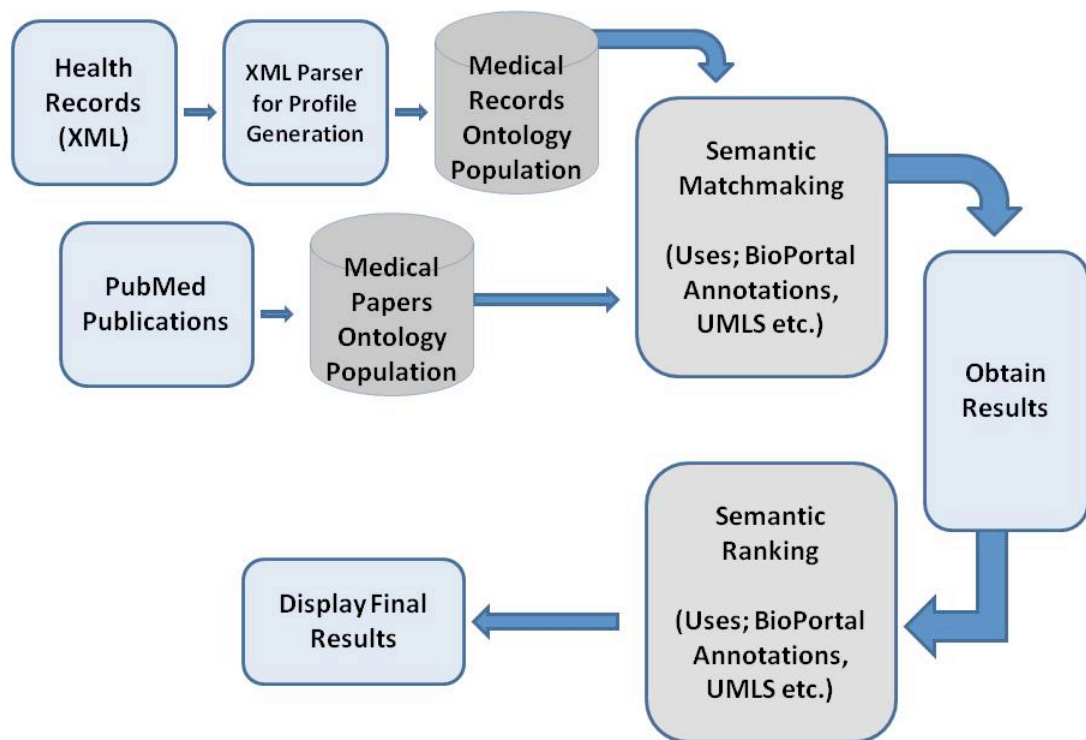 Health
Records
(XML)
XML Parser
for Profile
Generation
Medical
Records
Ontology
Population
Semantic
Matchmaking
(Uses; BioPortal
Annotations,
UMLS etc.)
PubMed
Publications
Medical
Papers
Ontology
Population
Obtain
Results
Semantic
Ranking
(Uses; BioPortal
Annotations,
UMLS etc.)
Display Final
Results